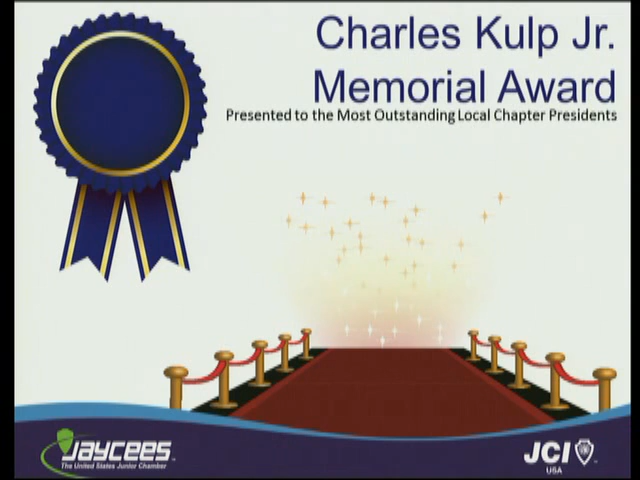 Charles Kulp Jr.
Memorial Award
Presented to the Most Outstanding Local Chapter Presidents
JAYCEES
The United States Junior Chamber
JCI
USA